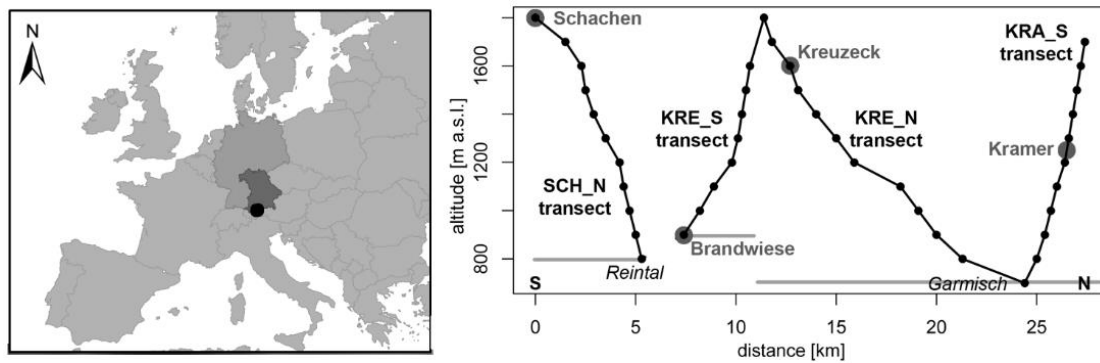 N
altitude [m a.s.l.]
1600
1200
800
Schachen
KRA_S
transect
Kreuzeck
KRE_S
transect
KRE_N
transect
Kramer
SCH_N
transect
Brandwiese
Reintal
Garmisch
S
N
0
5
10
15
20
25
distance [km]